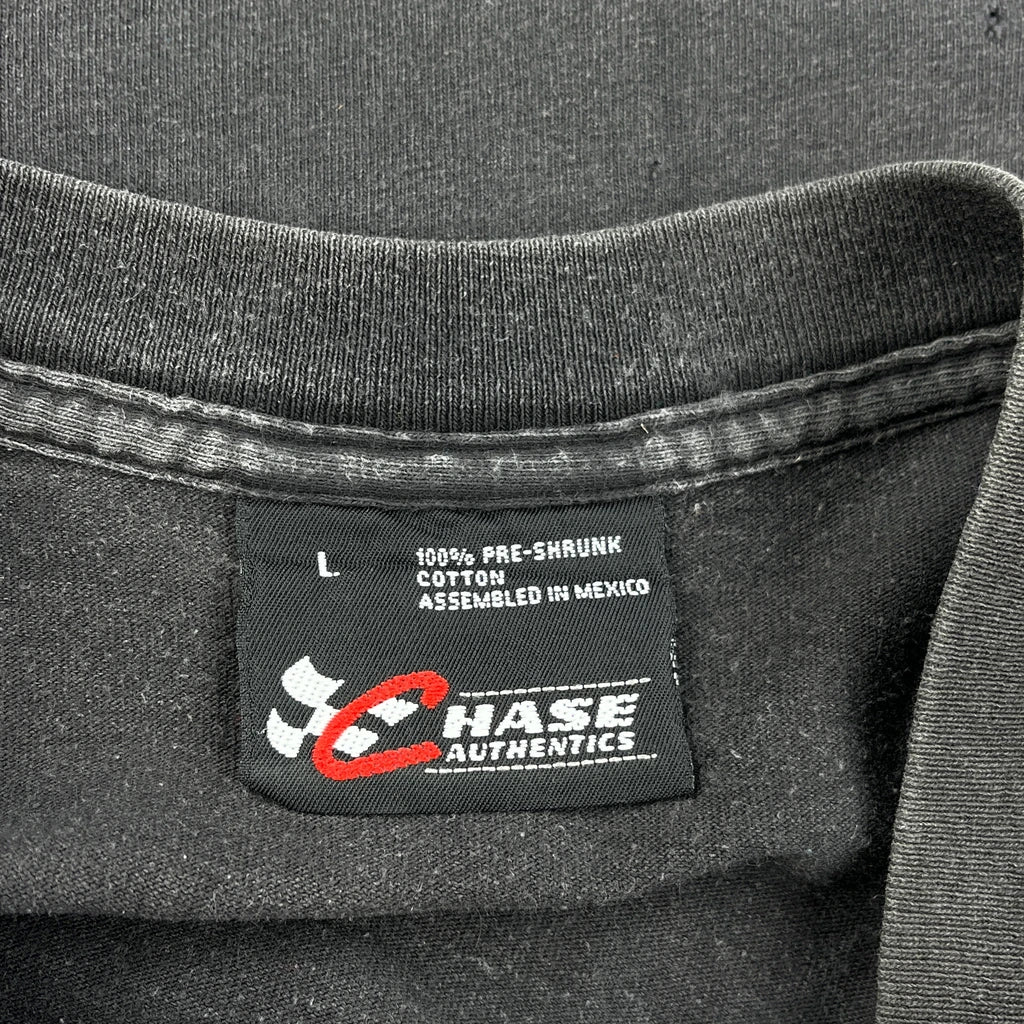 L
100% PRE-SHRUNK
COTTON
ASSEMBLED IN MEXICO
CHASE
AUTHENTICS